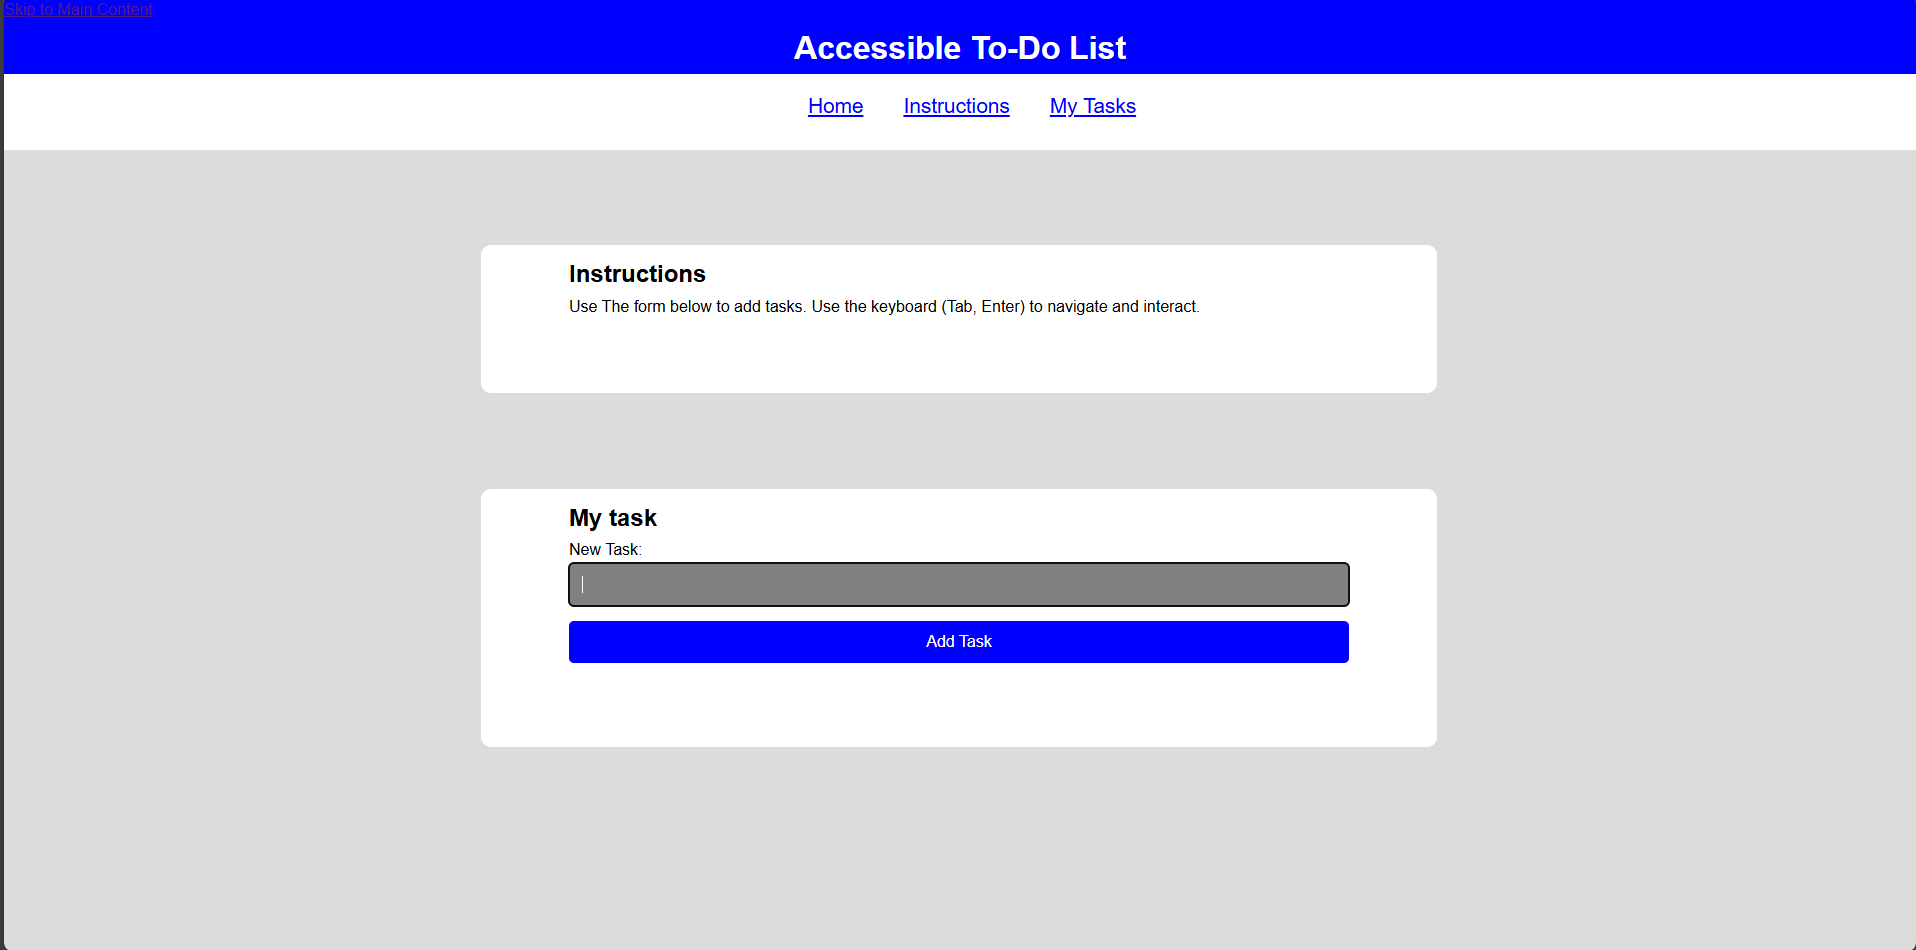 Skip to Main Content
Accessible To-Do List
Home Instructions My Tasks
Instructions
Use The form below to add tasks. Use the keyboard (Tab, Enter) to navigate and interact.
My task
New Task:
Add Task